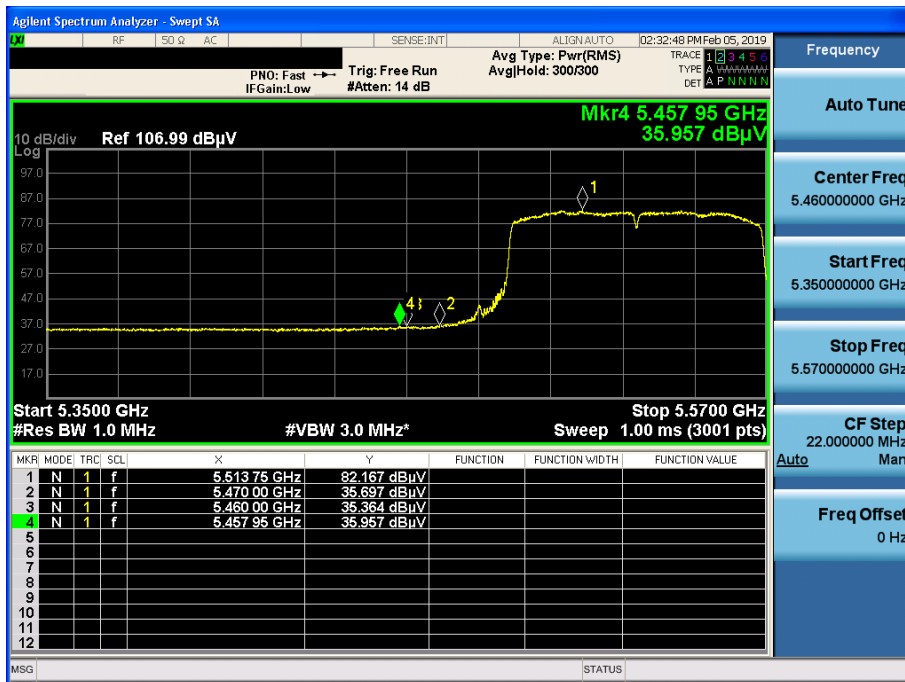 Agilent Spectrum Analyzer - Swept SA
LXI RF 50 Ω AC SENSE:INT ALIGN AUTO 02:32:48 PM Feb 05, 2019
PNO: Fast
IFGain:Low
Trig: Free Run
#Atten: 14 dB
Avg Type: Pwr(RMS)
Avg|Hold: 300/300
TRACE 1 2 3 4 5 6
TYPE A WWWWW
DET A P N N N N
Mkr4 5.457 95 GHz
35.957 dBµV
10 dB/div Ref 106.99 dBµV
Log
97.0
87.0
77.0
67.0
57.0
47.0
37.0
27.0
17.0
1
2
4
Start 5.3500 GHz Stop 5.5700 GHz
#Res BW 1.0 MHz #VBW 3.0 MHz* Sweep 1.00 ms (3001 pts)
MKR MODE TRC SCL X Y FUNCTION FUNCTION WIDTH FUNCTION VALUE
1 N 1 f 5.513 75 GHz 82.167 dBµV
2 N 1 f 5.470 00 GHz 35.697 dBµV
3 N 1 f 5.460 00 GHz 35.364 dBµV
4 N 1 f 5.457 95 GHz 35.957 dBµV
5
6
7
8
9
10
11
12
MSG STATUS
Frequency
Auto Tune
Center Freq
5.460000000 GHz
Start Freq
5.350000000 GHz
Stop Freq
5.570000000 GHz
CF Step
22.000000 MHz
Auto Man
Freq Offset
0 Hz